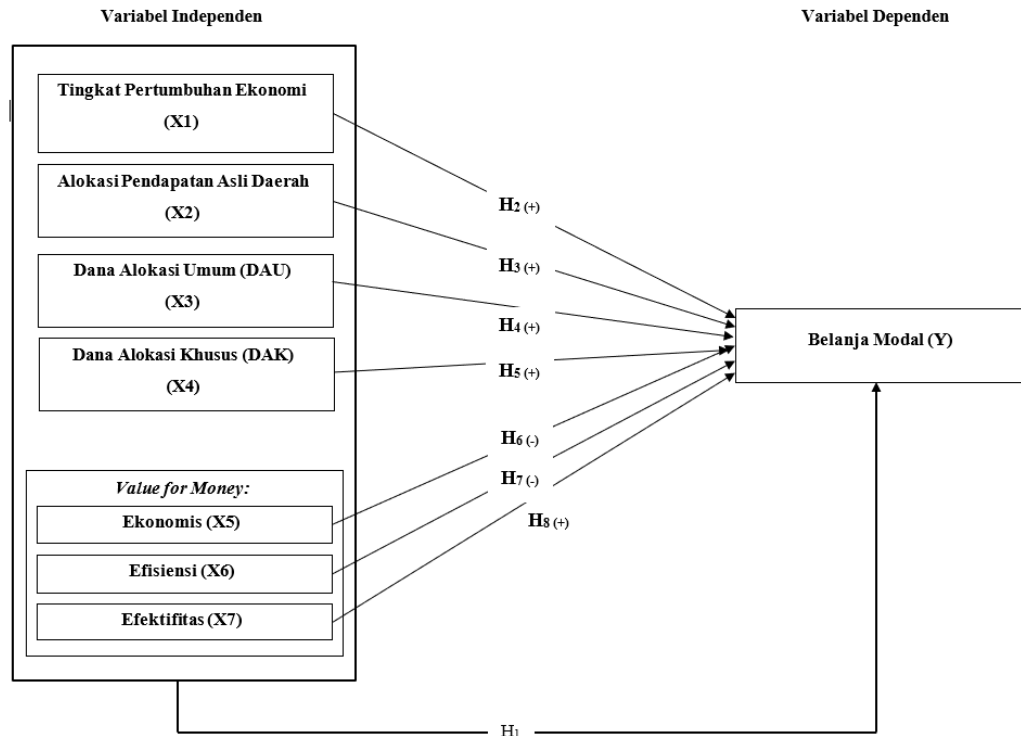 Variabel Independen
Variabel Dependen
Tingkat Pertumbuhan Ekonomi
(X1)
Alokasi Pendapatan Asli Daerah
(X2)
Dana Alokasi Umum (DAU)
(X3)
Dana Alokasi Khusus (DAK)
(X4)
Value for Money:
Ekonomis (X5)
Efisiensi (X6)
Efektifitas (X7)
H2 (+)
H3 (+)
H4 (+)
H5 (+)
H6 (-)
H7 (-)
H8 (+)
Belanja Modal (Y)
H1